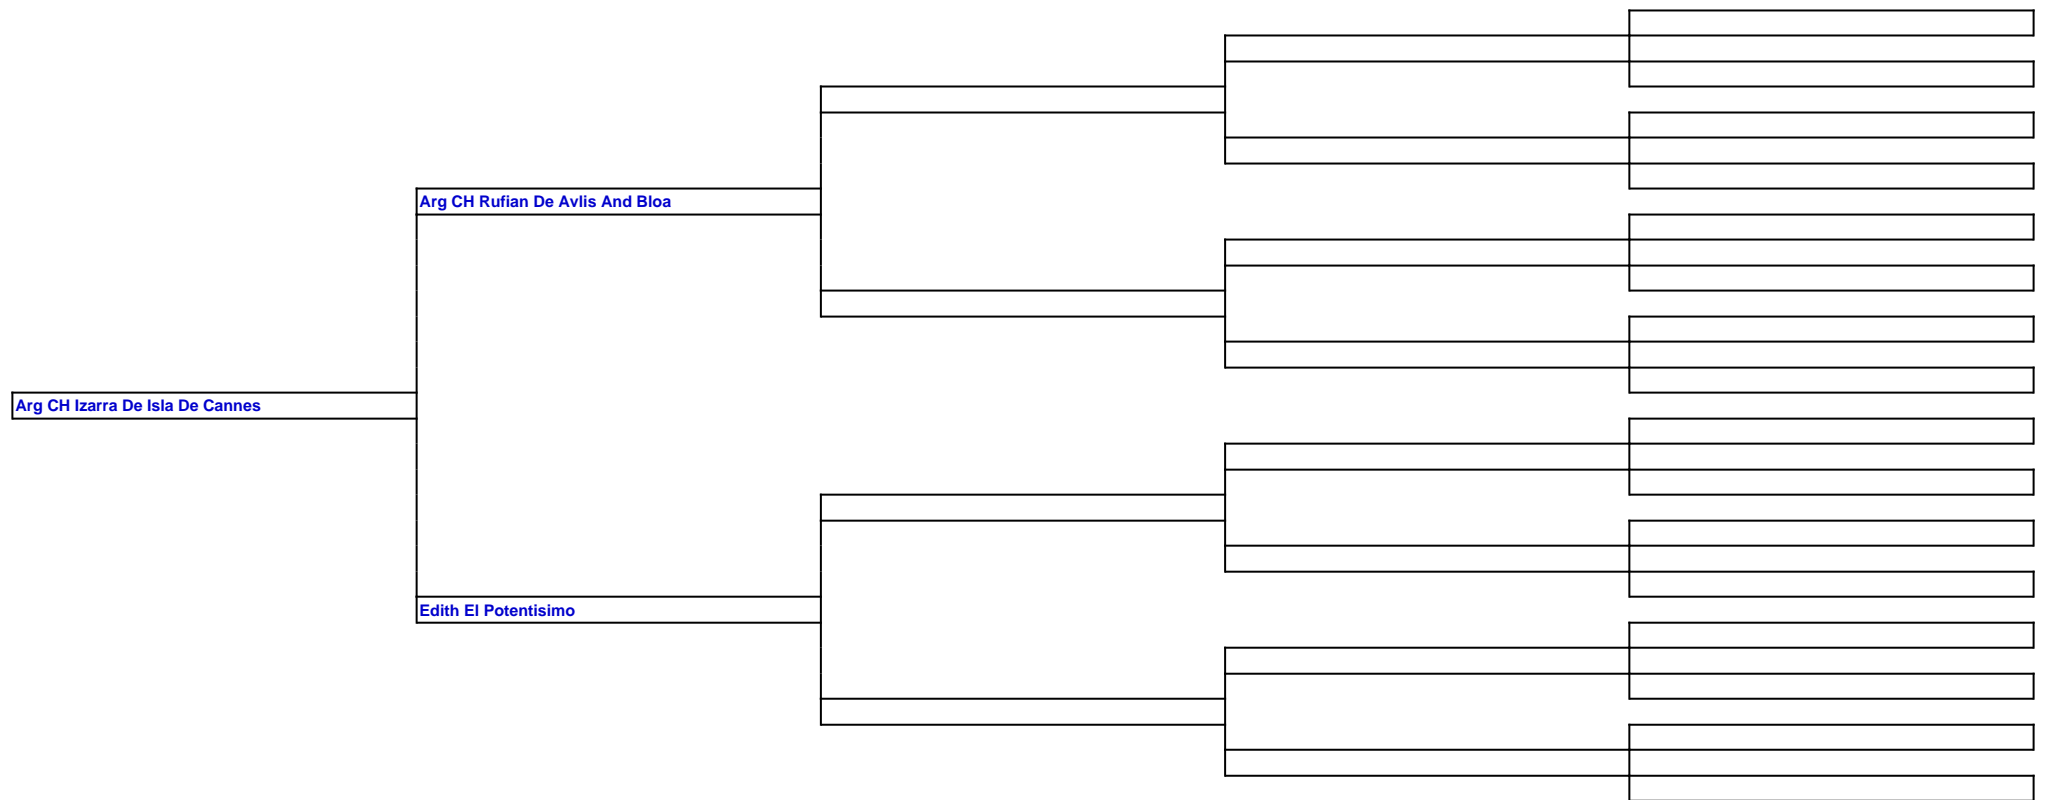 Arg CH Rufian De Avlis And Bloa
Arg CH Izarra De Isla De Cannes
Edith El Potentisimo